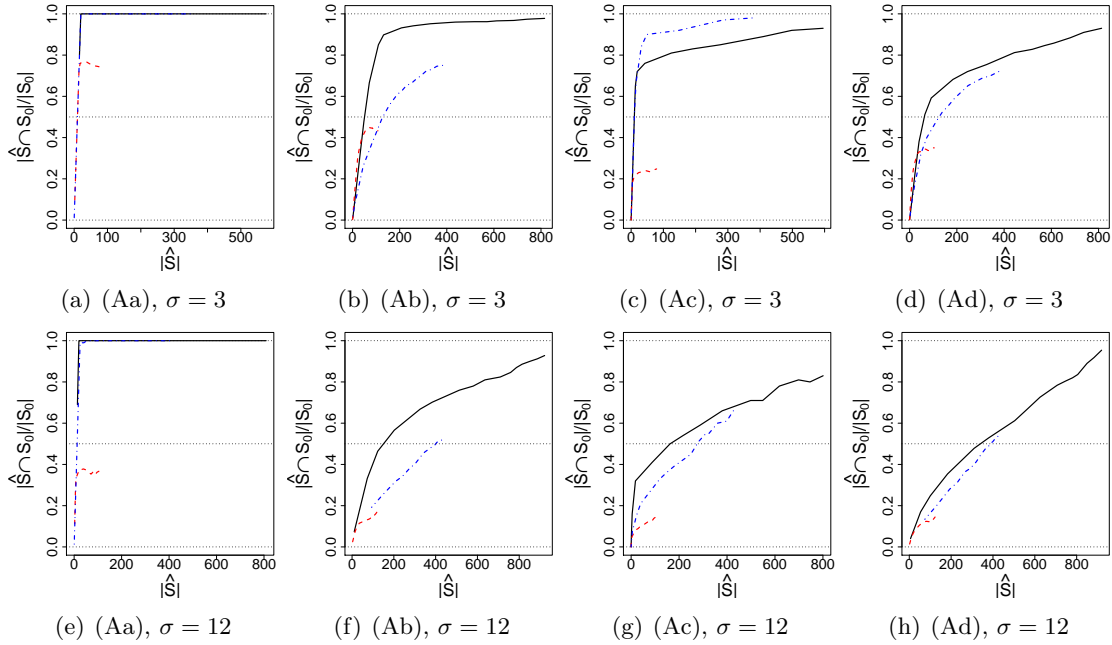 0.0 0.2 0.4 0.6 0.8 1.0
|Ŝ∩S₀|/|S₀|
0 100 300 500
|Ŝ|
(a) (Aa), σ = 3
0.0 0.2 0.4 0.6 0.8 1.0
|Ŝ∩S₀|/|S₀|
0 200 400 600 800
|Ŝ|
(b) (Ab), σ = 3
0.0 0.2 0.4 0.6 0.8 1.0
|Ŝ∩S₀|/|S₀|
0 100 300 500
|Ŝ|
(c) (Ac), σ = 3
0.0 0.2 0.4 0.6 0.8 1.0
|Ŝ∩S₀|/|S₀|
0 200 400 600 800
|Ŝ|
(d) (Ad), σ = 3
0.0 0.2 0.4 0.6 0.8 1.0
|Ŝ∩S₀|/|S₀|
0 200 400 600 800
|Ŝ|
(e) (Aa), σ = 12
0.0 0.2 0.4 0.6 0.8 1.0
|Ŝ∩S₀|/|S₀|
0 200 400 600 800
|Ŝ|
(f) (Ab), σ = 12
0.0 0.2 0.4 0.6 0.8 1.0
|Ŝ∩S₀|/|S₀|
0 200 400 600 800
|Ŝ|
(g) (Ac), σ = 12
0.0 0.2 0.4 0.6 0.8 1.0
|Ŝ∩S₀|/|S₀|
0 200 400 600 800
|Ŝ|
(h) (Ad), σ = 12